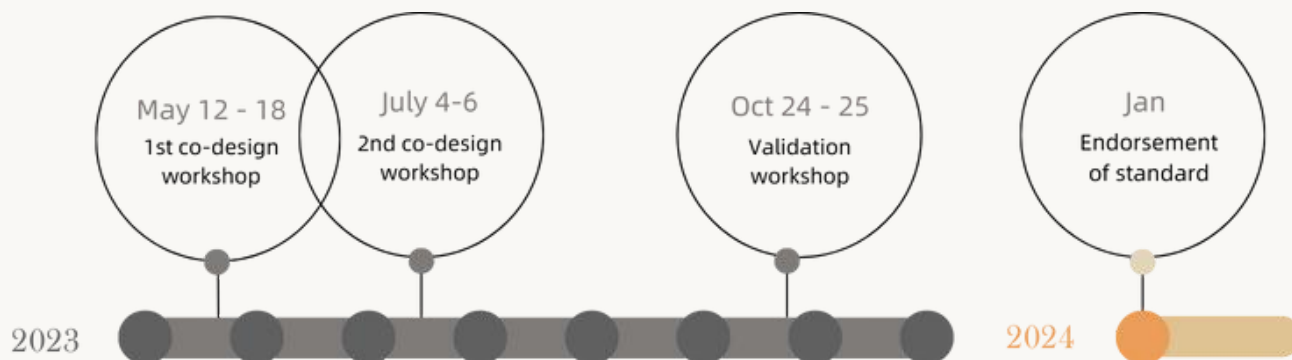 May 12 - 18
1st co-design
workshop
July 4-6
2nd co-design
workshop
Oct 24 - 25
Validation
workshop
Jan
Endorsement
of standard
2023
2024